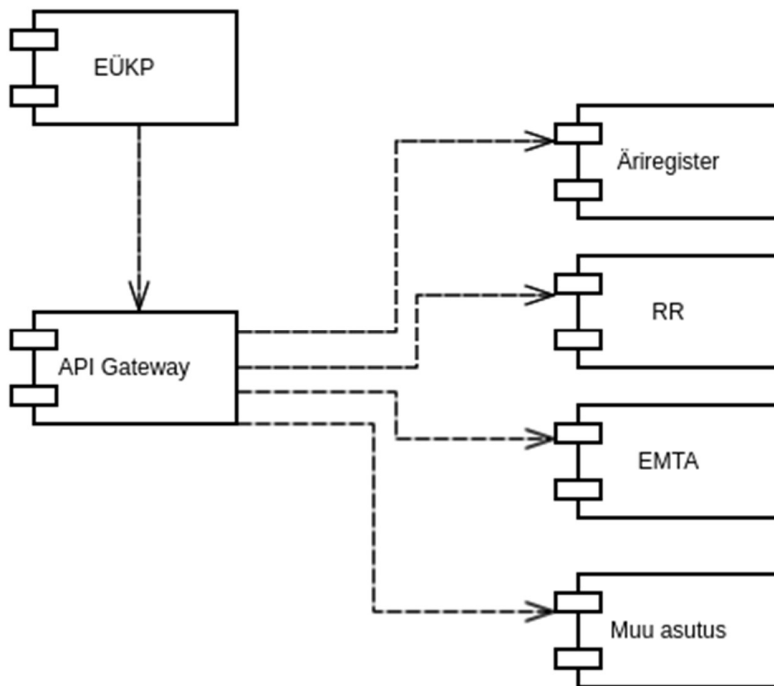 EÜKP
Äriregister
RR
API Gateway
EMTA
Muu asutus